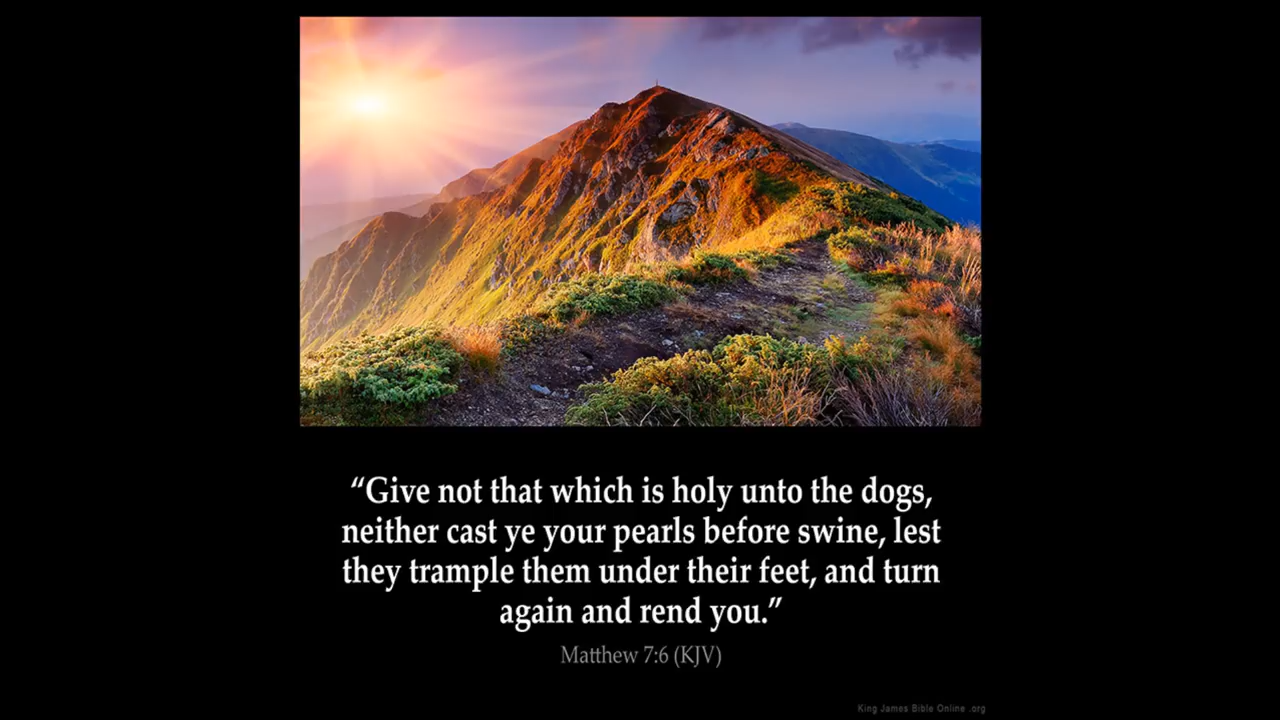 “Give not that which is holy unto the dogs,
neither cast ye your pearls before swine, lest
they trample them under their feet, and turn
again and rend you.”
Matthew 7:6 (KJV)
King James Bible Online .org